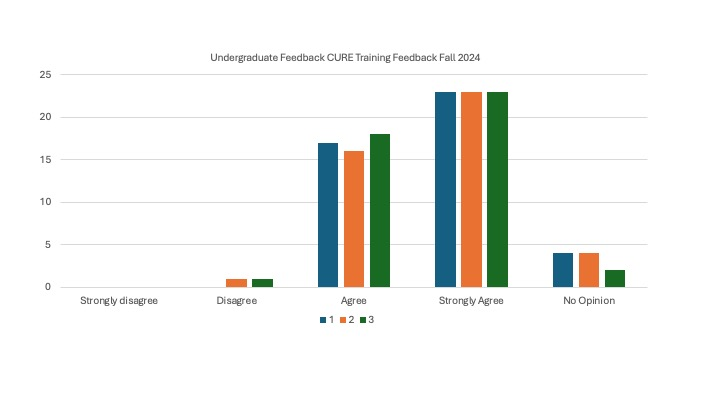 Undergraduate Feedback CURE Training Feedback Fall 2024
25
20
15
10
5
0
Strongly disagree Disagree Agree Strongly Agree No Opinion
1 2 3